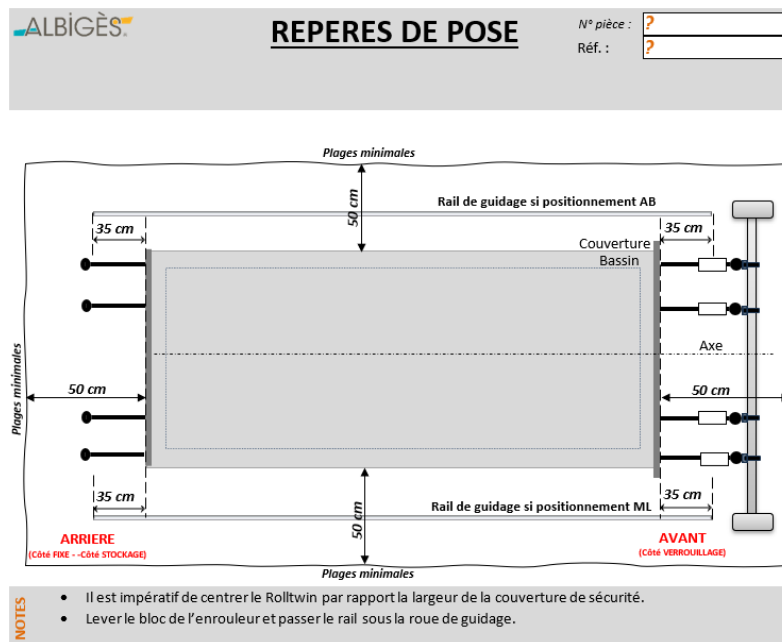 ALBIGÈS
REPERES DE POSE
N° pièce : ?
Réf. : ?
Plages minimales
50 cm
Rail de guidage si positionnement AB
35 cm
35 cm
Couverture
Bassin
Axe
Plages minimales
50 cm
50 cm
35 cm
35 cm
Rail de guidage si positionnement ML
50 cm
ARRIERE
(Côté FIXE - -Côté STOCKAGE)
AVANT
(Côté VERROUILLAGE)
Plages minimales
NOTES
• Il est impératif de centrer le Rolltwin par rapport la largeur de la couverture de sécurité.
• Lever le bloc de l'enrouleur et passer le rail sous la roue de guidage.